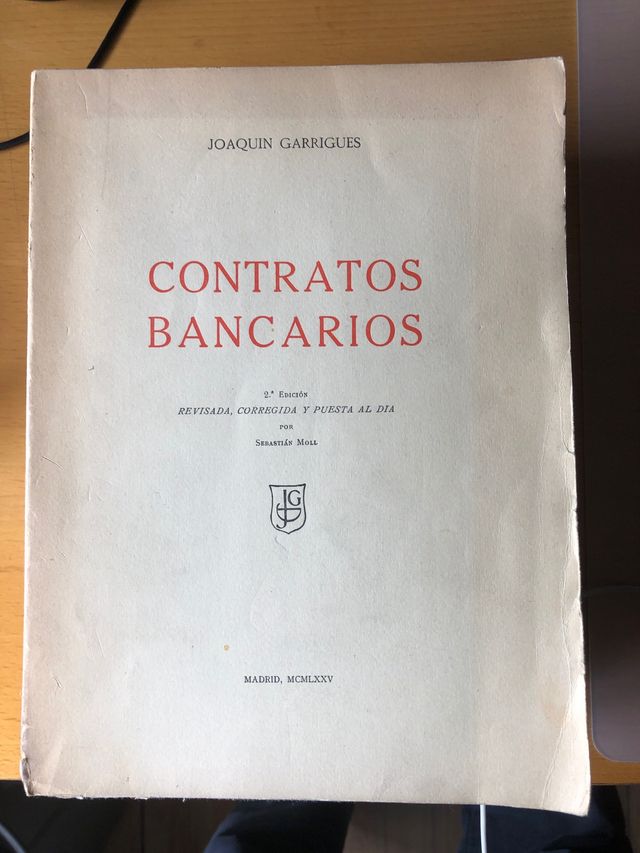 JOAQUIN GARRIGUES
CONTRATOS
BANCARIOS
2.ª EDICIÓN
REVISADA, CORREGIDA Y PUESTA AL DIA
POR
SEBASTIÁN MOLL
JG
MADRID, MCMLXXV